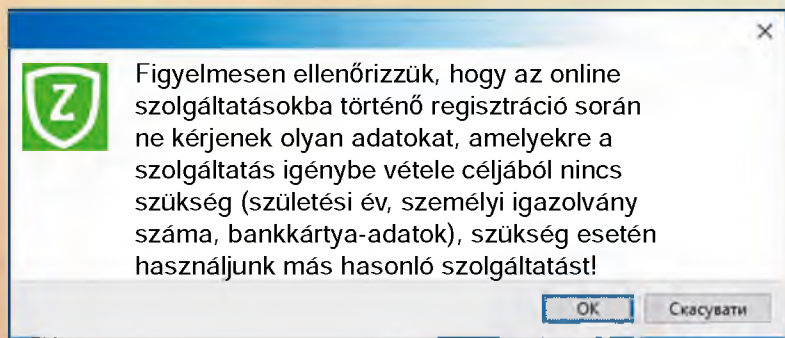 Z
Figyelmesen ellenőrizzük, hogy az online
szolgáltatásokba történő regisztráció során
ne kérjenek olyan adatokat, amelyekre a
szolgáltatás igénybe vétele céljából nincs
szükség (születési év, személyi igazolvány
száma, bankkártya-adatok), szükség esetén
használjunk más hasonló szolgáltatást!
OK Скасувати